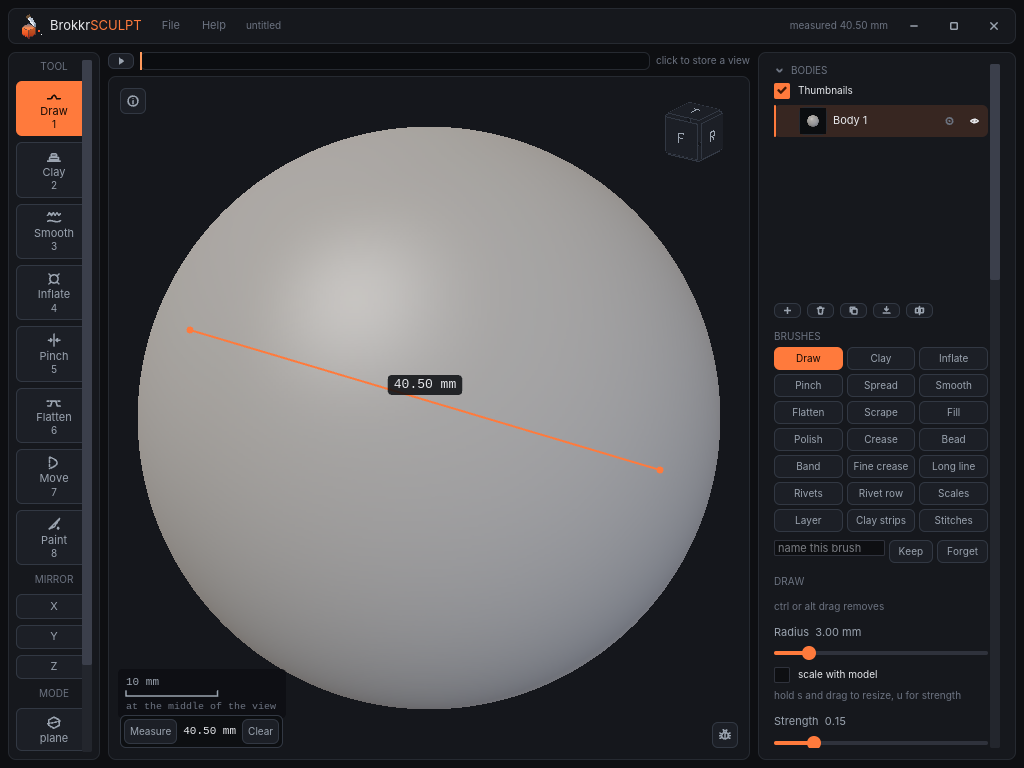 BrokkrSCULPT
File
Help
untitled
measured 40.50 mm
TOOL
Draw
1
Clay
2
Smooth
3
Inflate
4
Pinch
5
Flatten
6
Move
7
Paint
8
MIRROR
X
Y
Z
MODE
plane
click to store a view
F
R
40.50 mm
10 mm
at the middle of the view
Measure
40.50 mm
Clear
BODIES
Thumbnails
Body 1
BRUSHES
Draw
Clay
Inflate
Pinch
Spread
Smooth
Flatten
Scrape
Fill
Polish
Crease
Bead
Band
Fine crease
Long line
Rivets
Rivet row
Scales
Layer
Clay strips
Stitches
name this brush
Keep
Forget
DRAW
ctrl or alt drag removes
Radius 3.00 mm
scale with model
hold s and drag to resize, u for strength
Strength 0.15